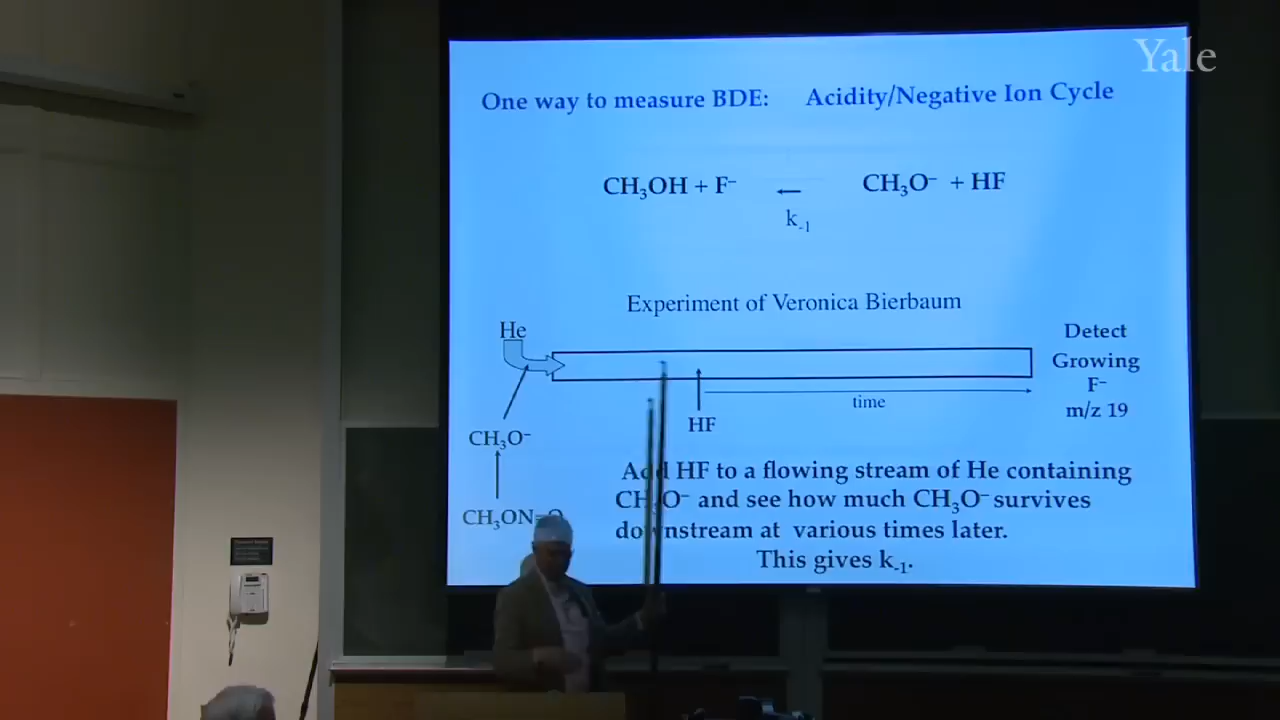 Yale
One way to measure BDE: Acidity/Negative Ion Cycle
CH₃OH + F⁻ ← CH₃O⁻ + HF
k₋₁
Experiment of Veronica Bierbaum
He
Detect
Growing
F⁻
m/z 19
time
HF
CH₃O⁻
CH₃ON=O
Add HF to a flowing stream of He containing
CH₃O⁻ and see how much CH₃O⁻ survives
downstream at various times later.
This gives k₋₁.